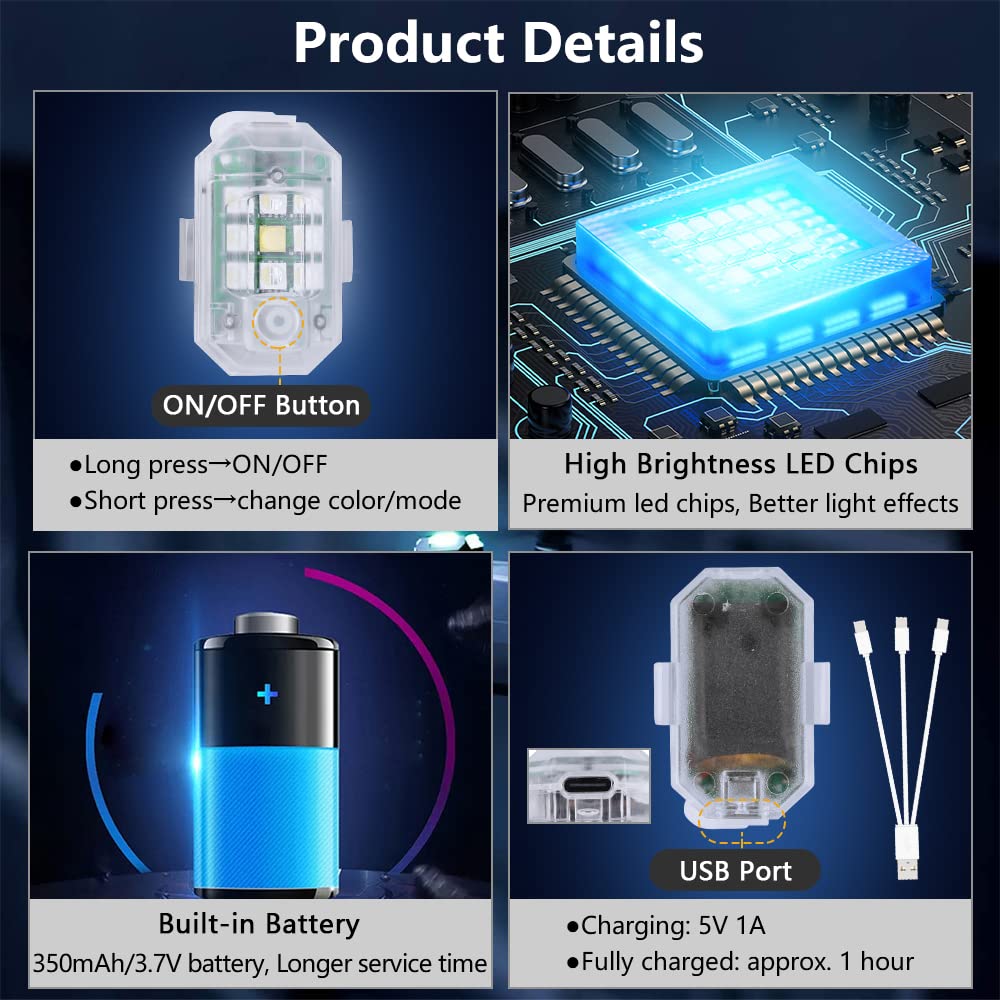 Product Details
ON/OFF Button
●Long press→ON/OFF
●Short press→change color/mode
High Brightness LED Chips
Premium led chips, Better light effects
+
Built-in Battery
350mAh/3.7V battery, Longer service time
USB Port
●Charging: 5V 1A
●Fully charged: approx. 1 hour